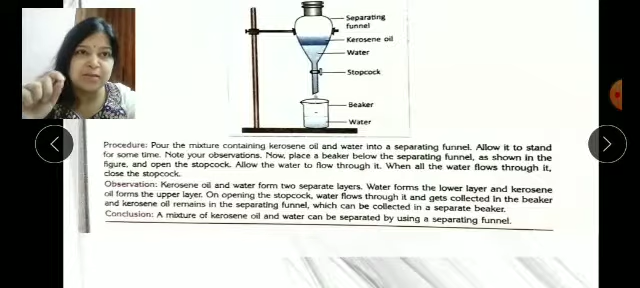 Separating
funnel
Kerosene oil
Water
Stopcock
Beaker
Water
Procedure: Pour the mixture containing kerosene oil and water into a separating funnel. Allow it to stand
for some time. Note your observations. Now, place a beaker below the separating funnel, as shown in the
figure, and open the stopcock. Allow the water to flow through it. When all the water flows through it,
close the stopcock.
Observation: Kerosene oil and water form two separate layers. Water forms the lower layer and kerosene
oil forms the upper layer. On opening the stopcock, water flows through it and gets collected in the beaker
and kerosene oil remains in the separating funnel, which can be collected in a separate beaker.
Conclusion: A mixture of kerosene oil and water can be separated by using a separating funnel.